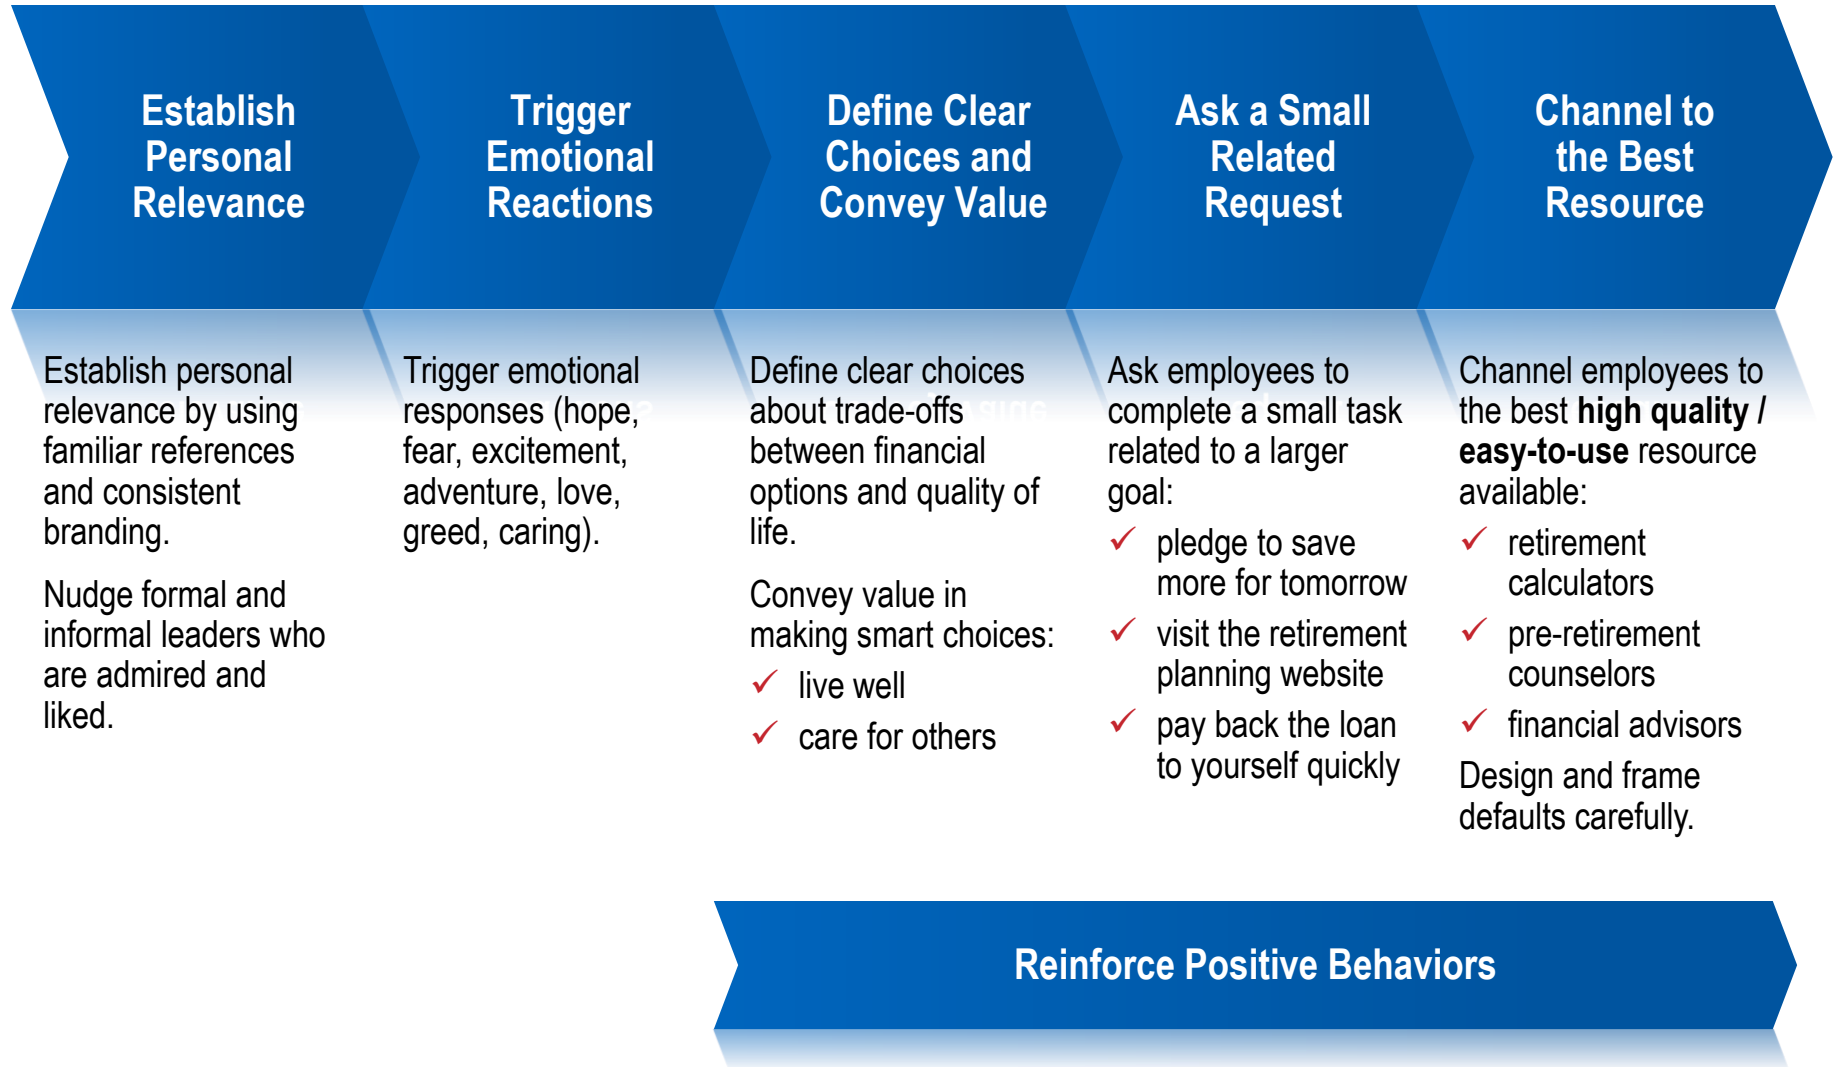 Establish
Personal
Relevance
Trigger
Emotional
Reactions
Define Clear
Choices and
Convey Value
Ask a Small
Related
Request
Channel to
the Best
Resource
Establish personal
relevance by using
familiar references
and consistent
branding.
Nudge formal and
informal leaders who
are admired and
liked.
Trigger emotional
responses (hope,
fear, excitement,
adventure, love,
greed, caring).
Define clear choices
about trade-offs
between financial
options and quality of
life.
Convey value in
making smart choices:
✓ live well
✓ care for others
Ask employees to
complete a small task
related to a larger
goal:
✓ pledge to save
more for tomorrow
✓ visit the retirement
planning website
✓ pay back the loan
to yourself quickly
Channel employees to
the best high quality /
easy-to-use resource
available:
✓ retirement
calculators
✓ pre-retirement
counselors
✓ financial advisors
Design and frame
defaults carefully.
Reinforce Positive Behaviors